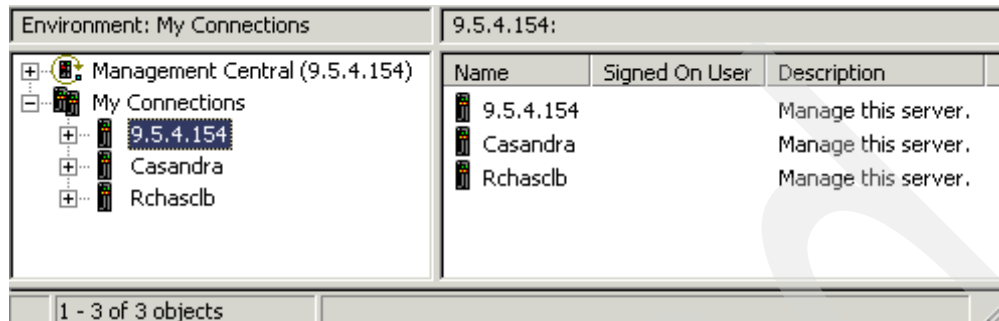 Environment: My Connections
9.5.4.154:
Management Central (9.5.4.154)
My Connections
9.5.4.154
Casandra
Rchasclb
Name Signed On User Description
9.5.4.154 Manage this server.
Casandra Manage this server.
Rchasclb Manage this server.
1 - 3 of 3 objects